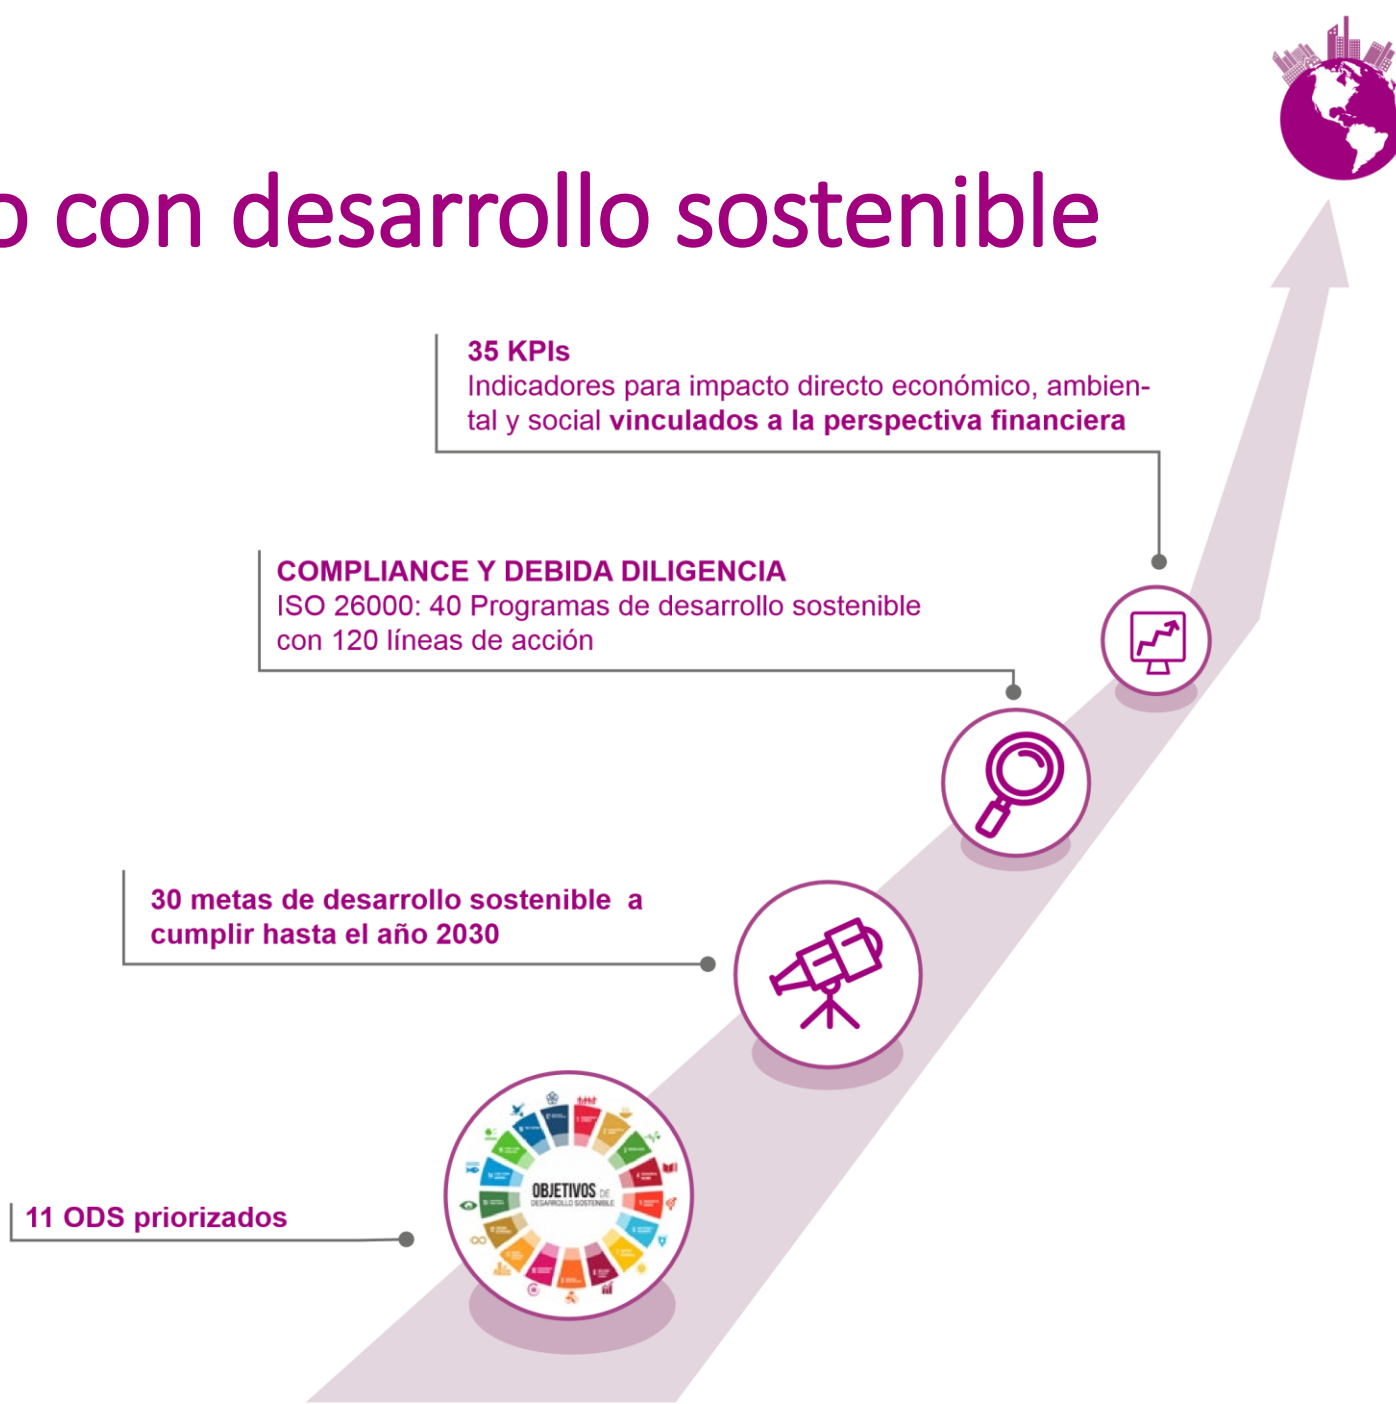 o con desarrollo sostenible
35 KPIs
Indicadores para impacto directo económico, ambien-
tal y social vinculados a la perspectiva financiera
COMPLIANCE Y DEBIDA DILIGENCIA
ISO 26000: 40 Programas de desarrollo sostenible
con 120 líneas de acción
30 metas de desarrollo sostenible a
cumplir hasta el año 2030
OBJETIVOS DE
DESARROLLO SOSTENIBLE
11 ODS priorizados